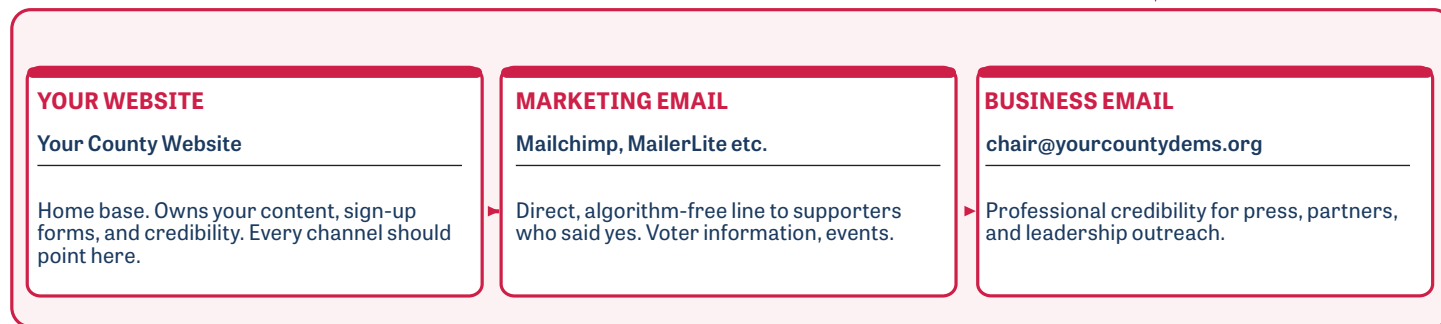 YOUR WEBSITE
Your County Website
Home base. Owns your content, sign-up
forms, and credibility. Every channel should
point here.
MARKETING EMAIL
Mailchimp, MailerLite etc.
Direct, algorithm-free line to supporters
who said yes. Voter information, events.
BUSINESS EMAIL
chair@yourcountydems.org
Professional credibility for press, partners,
and leadership outreach.